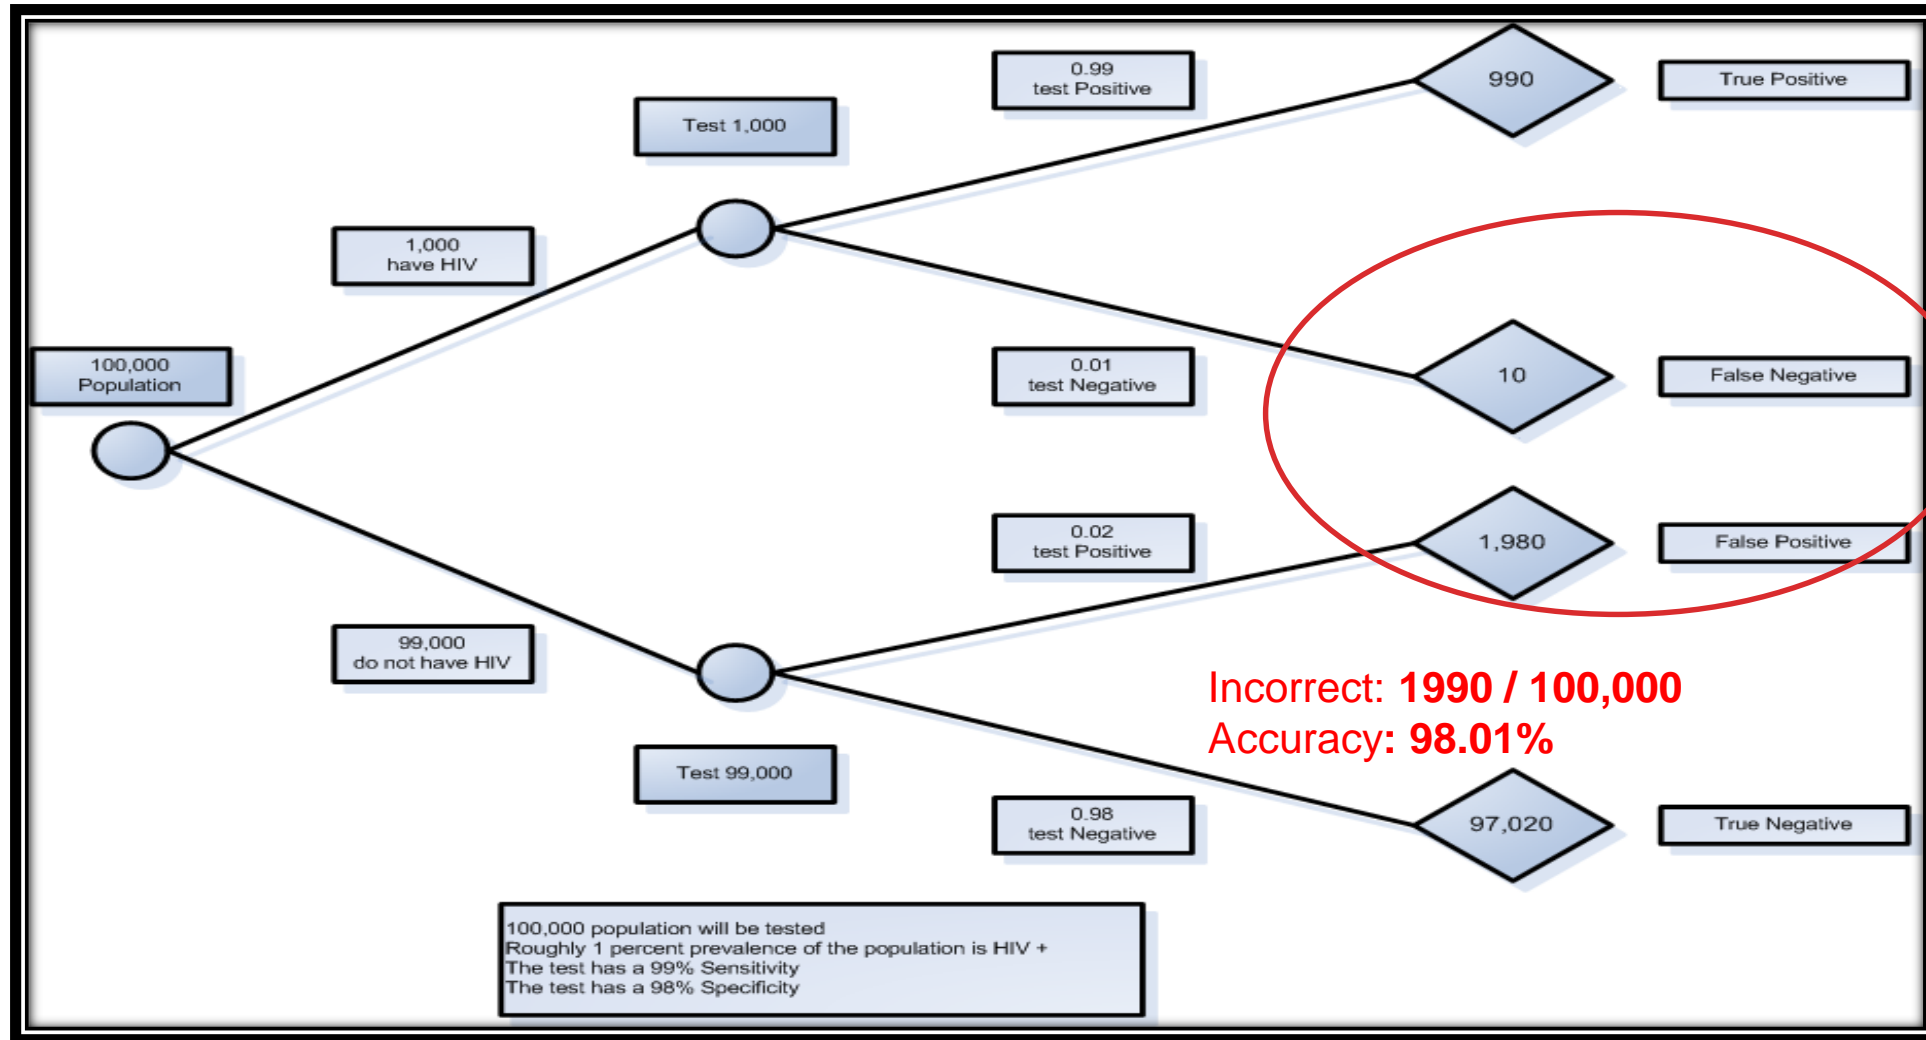 0.99
test Positive
990
True Positive
Test 1,000
1,000
have HIV
100,000
Population
0.01
test Negative
10
False Negative
0.02
test Positive
1,980
False Positive
99,000
do not have HIV
Incorrect: 1990 / 100,000
Accuracy: 98.01%
Test 99,000
0.98
test Negative
97,020
True Negative
100,000 population will be tested
Roughly 1 percent prevalence of the population is HIV +
The test has a 99% Sensitivity
The test has a 98% Specificity